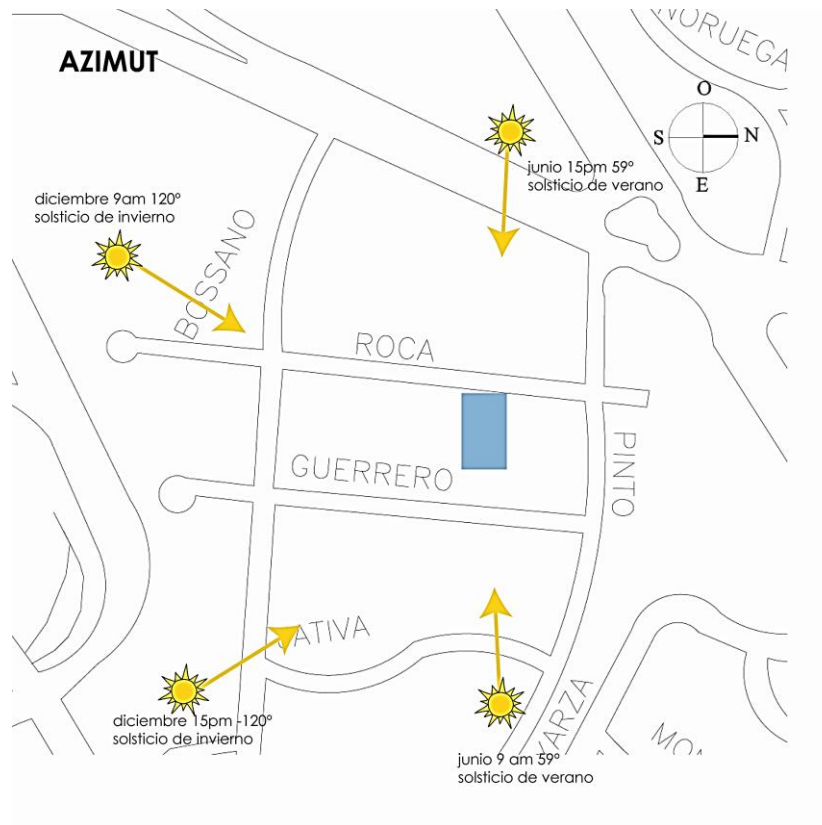 AZIMUT
NORUEGA
O
S
N
E
junio 15pm 59º
solsticio de verano
diciembre 9am 120º
solsticio de invierno
BOSSANO
ROCA
PINTO
GUERRERO
ATIVA
diciembre 15pm -120º
solsticio de invierno
YARZA
MON
junio 9 am 59º
solsticio de verano